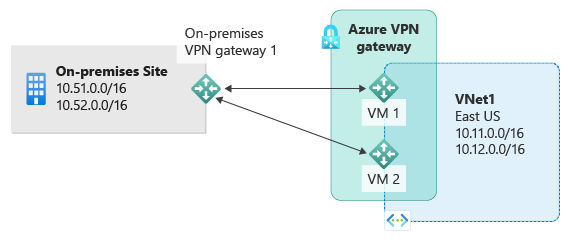 On-premises
VPN gateway 1
Azure VPN
gateway
On-premises Site
10.51.0.0/16
10.52.0.0/16
VM 1
VM 2
VNet1
East US
10.11.0.0/16
10.12.0.0/16